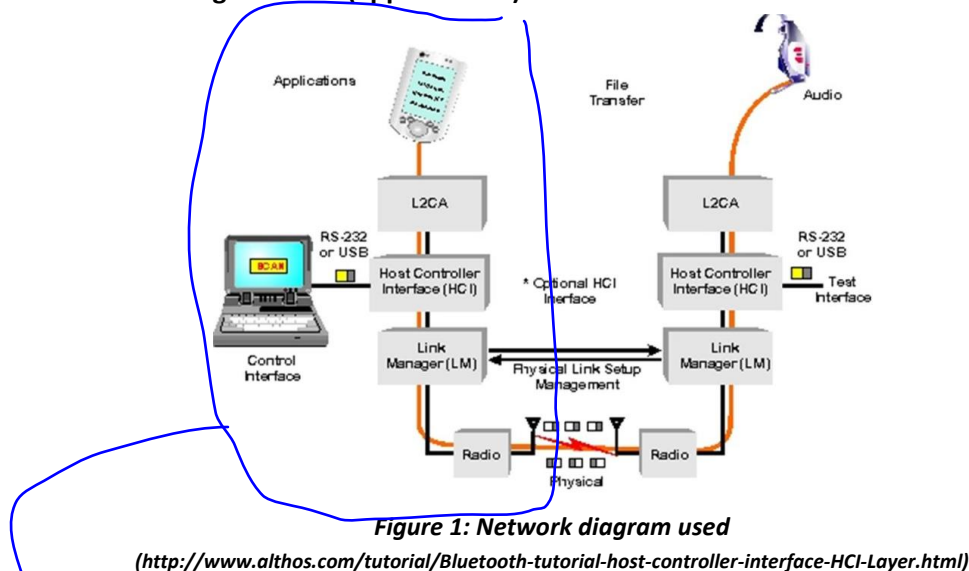 Applications
File
Transfer
Audio
L2CA
L2CA
RS-232
or USB
RS-232
or USB
SCAN
Host Controller
Interface (HCI)
* Optional HCI
Interface
Host Controller
Interface (HCI)
Test
Interface
Control
Interface
Link
Manager (LM)
Physical Link Setup
Management
Link
Manager (LM)
Radio
Radio
Physical
Figure 1: Network diagram used
(http://www.althos.com/tutorial/Bluetooth-tutorial-host-controller-interface-HCI-Layer.html)